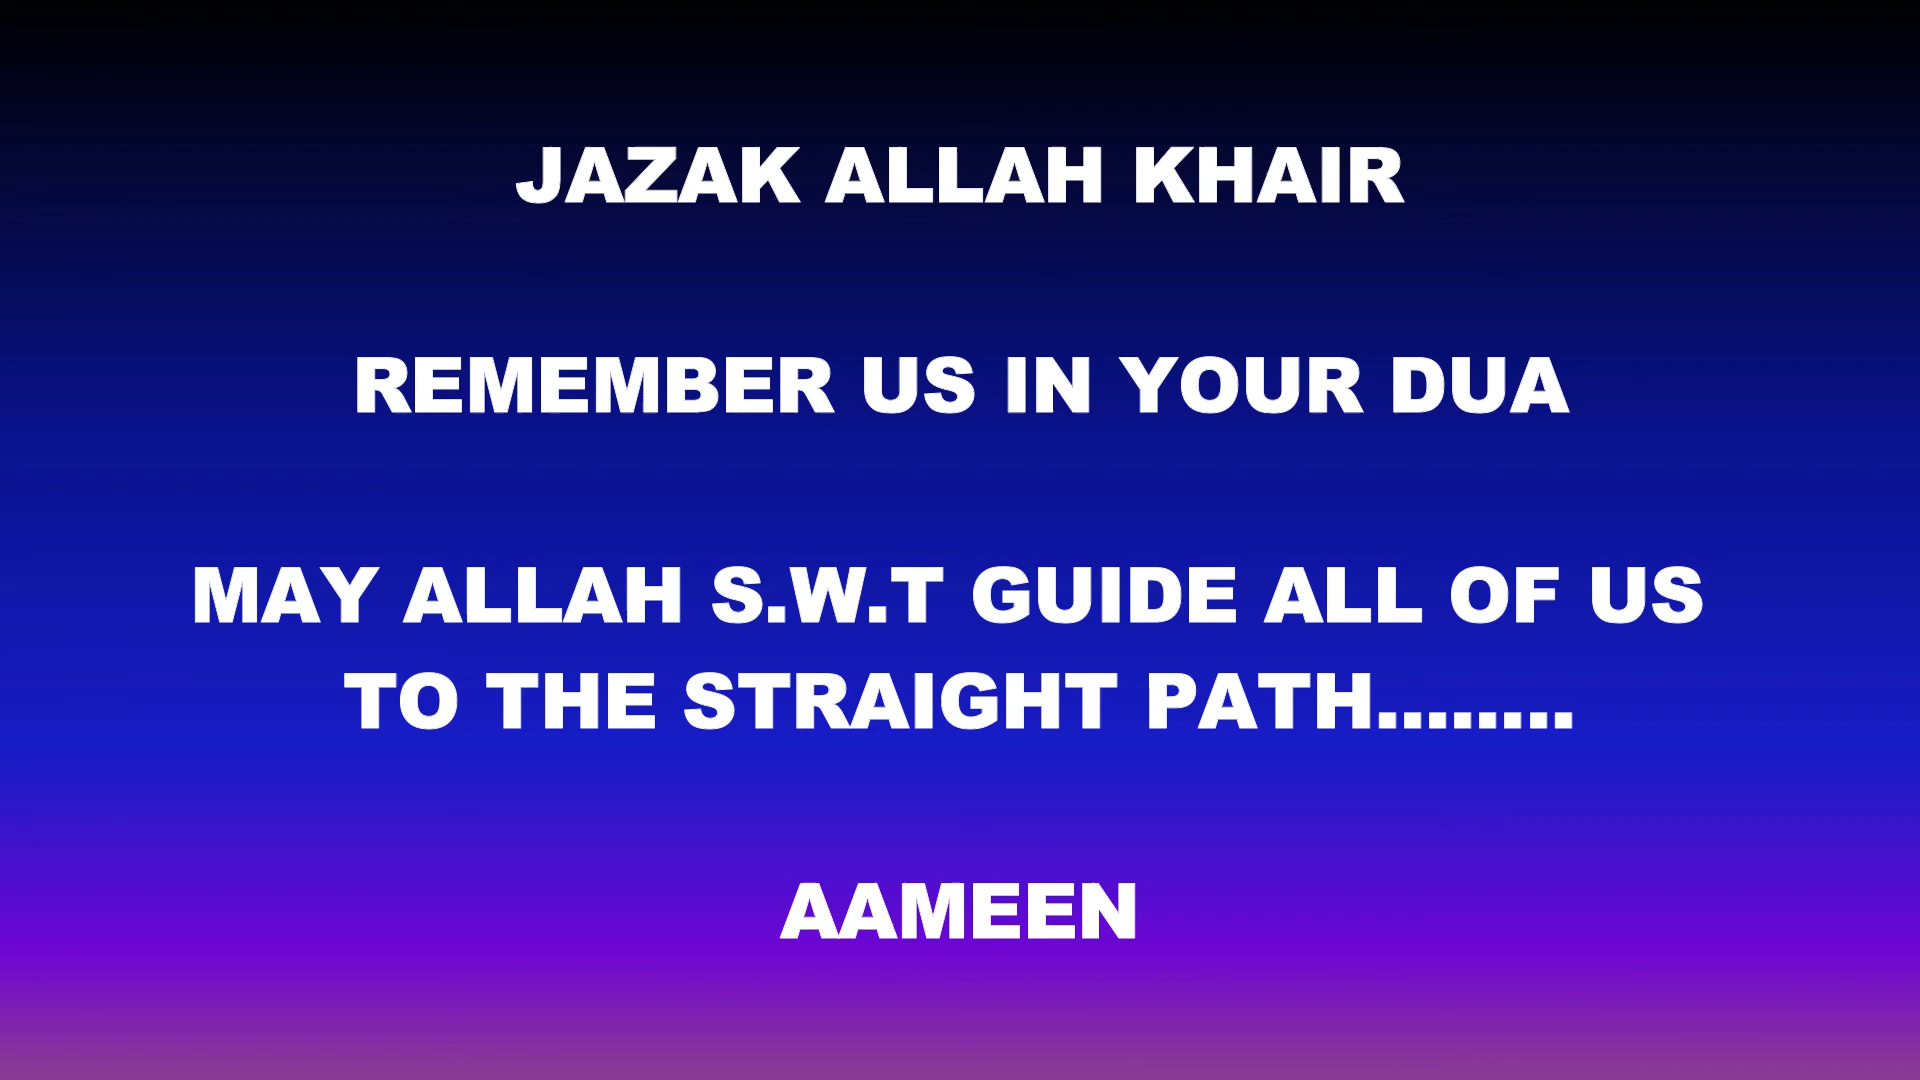 JAZAK ALLAH KHAIR
REMEMBER US IN YOUR DUA
MAY ALLAH S.W.T GUIDE ALL OF US
TO THE STRAIGHT PATH........
AAMEEN